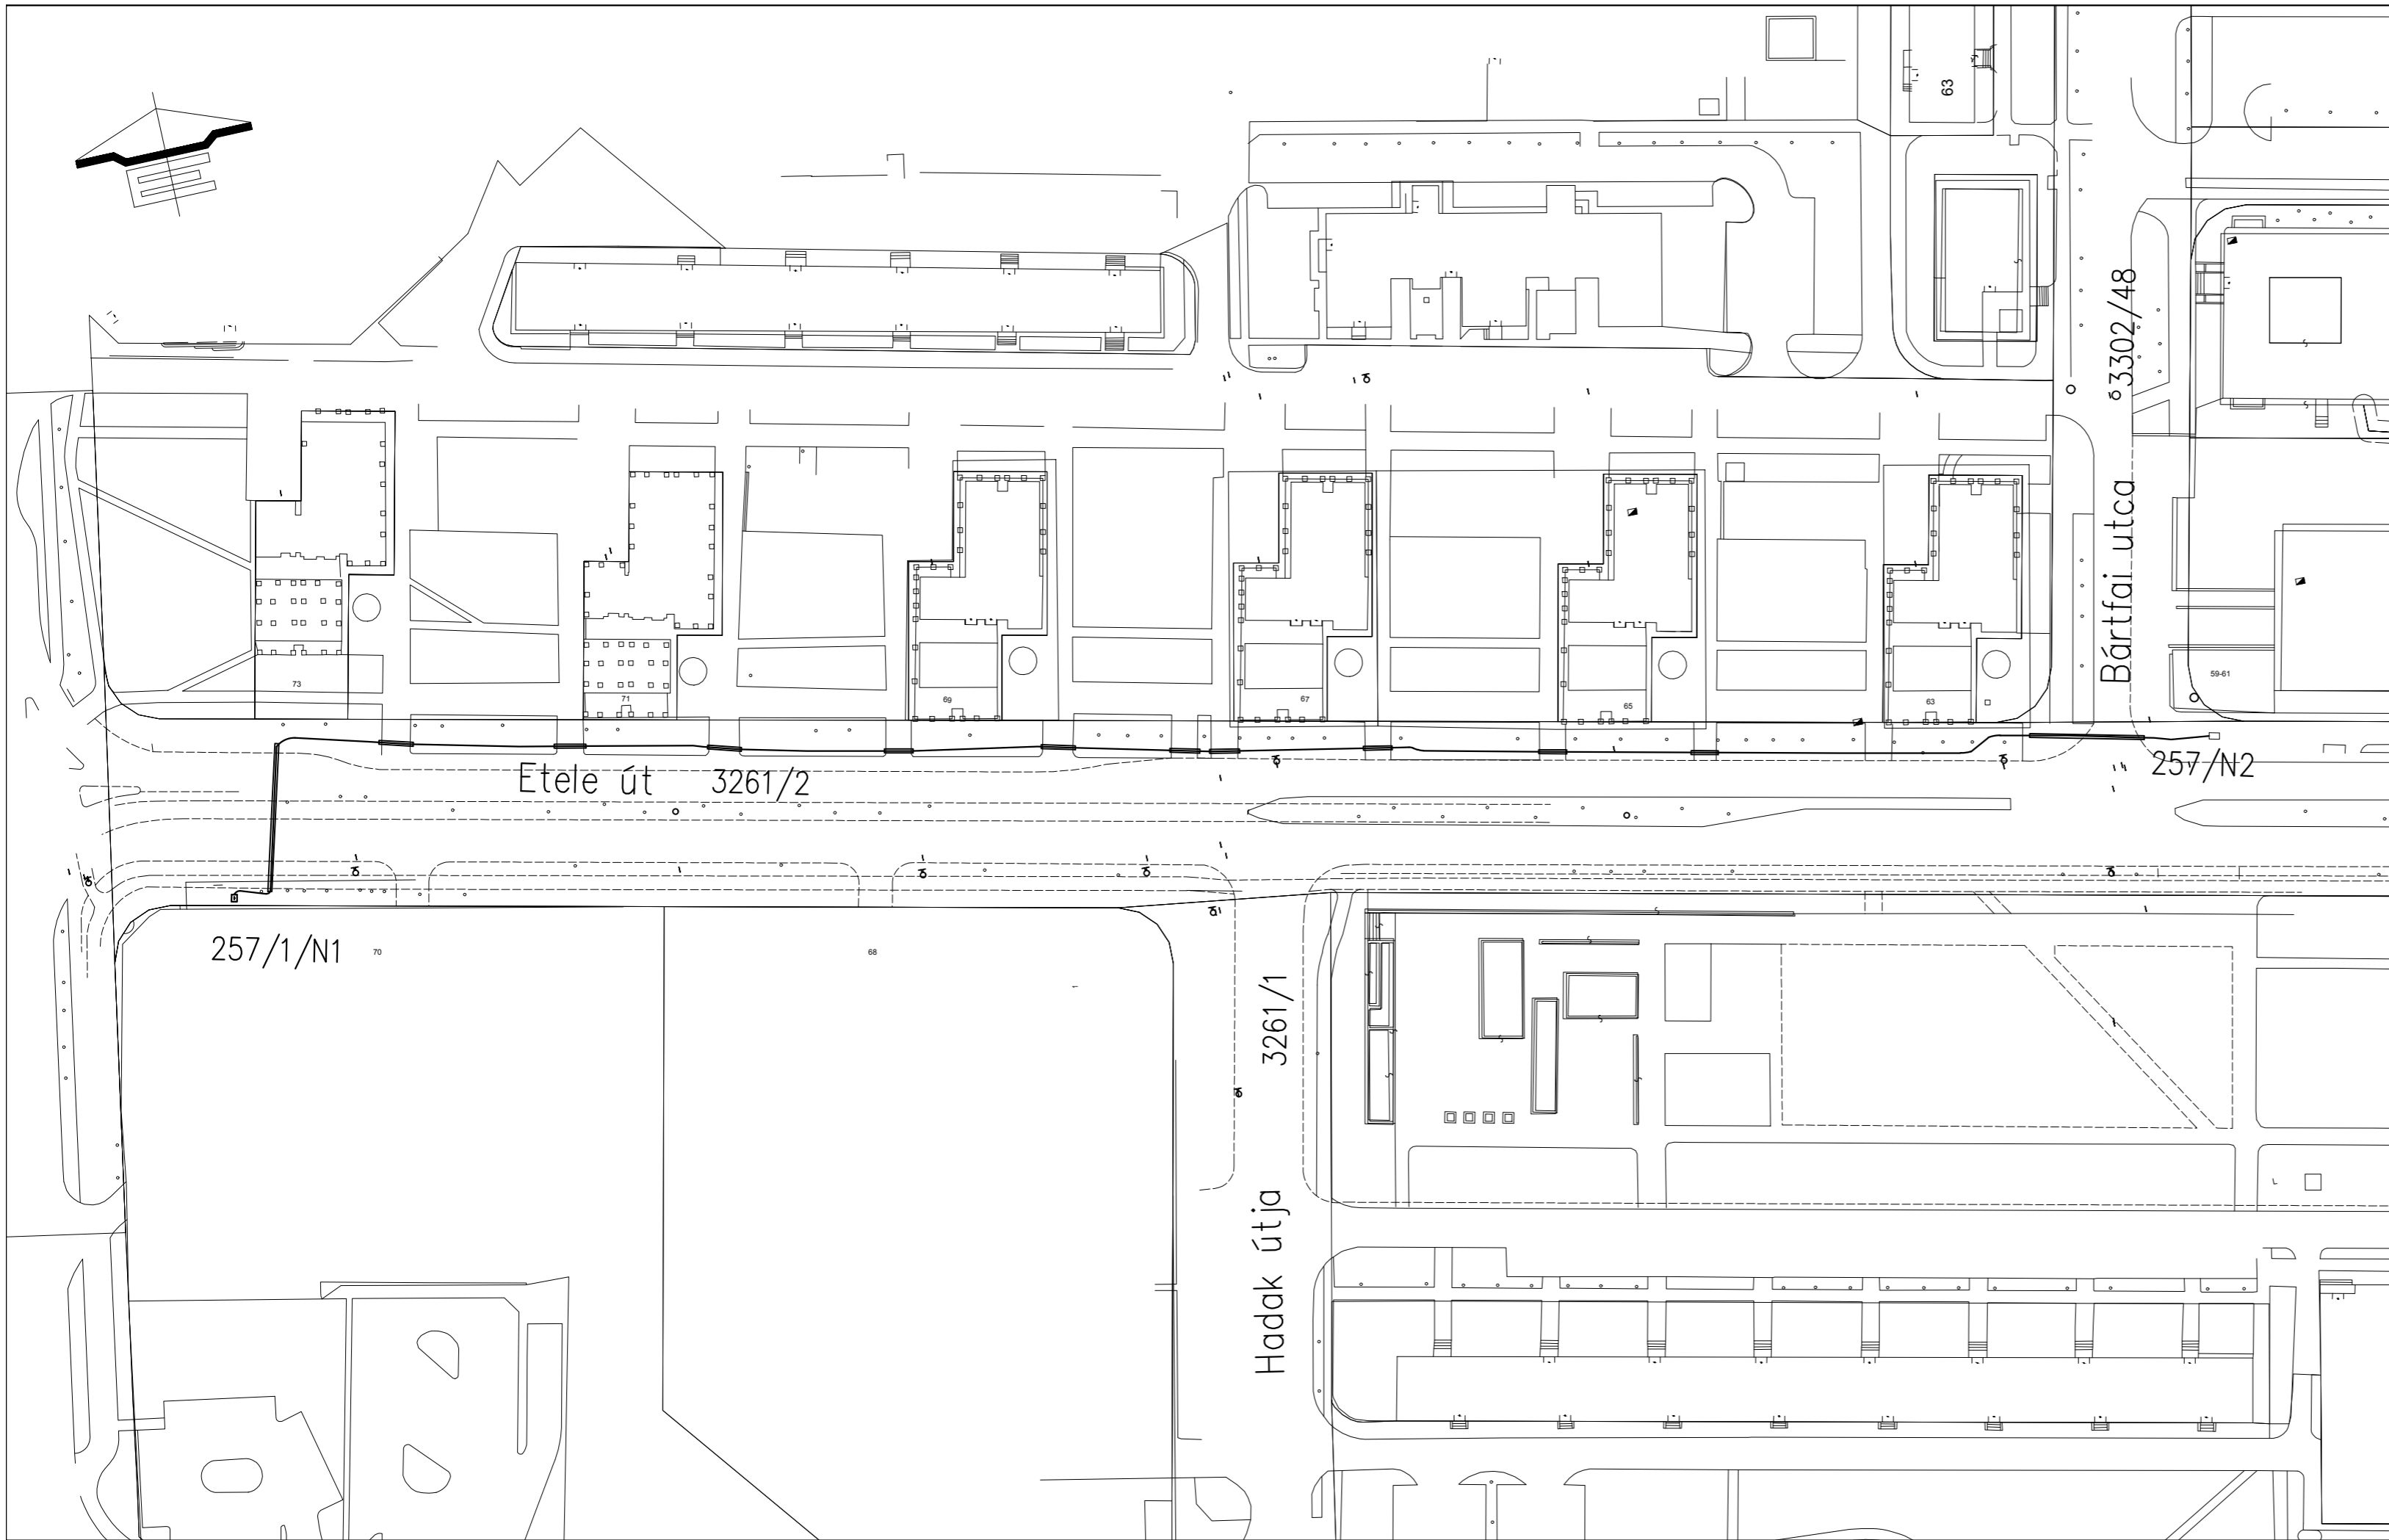 63
3302/48
Bártfai utca
73
71
69
67
65
63
59-61
Etele út 3261/2
257/N2
257/1/N1
70
68
3261/1
Hadak útja